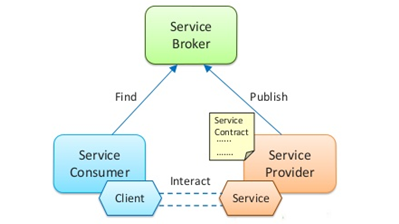 Service
Broker
Find
Publish
Service
Contract
......
.......
Service
Consumer
Service
Provider
Interact
Client
Service